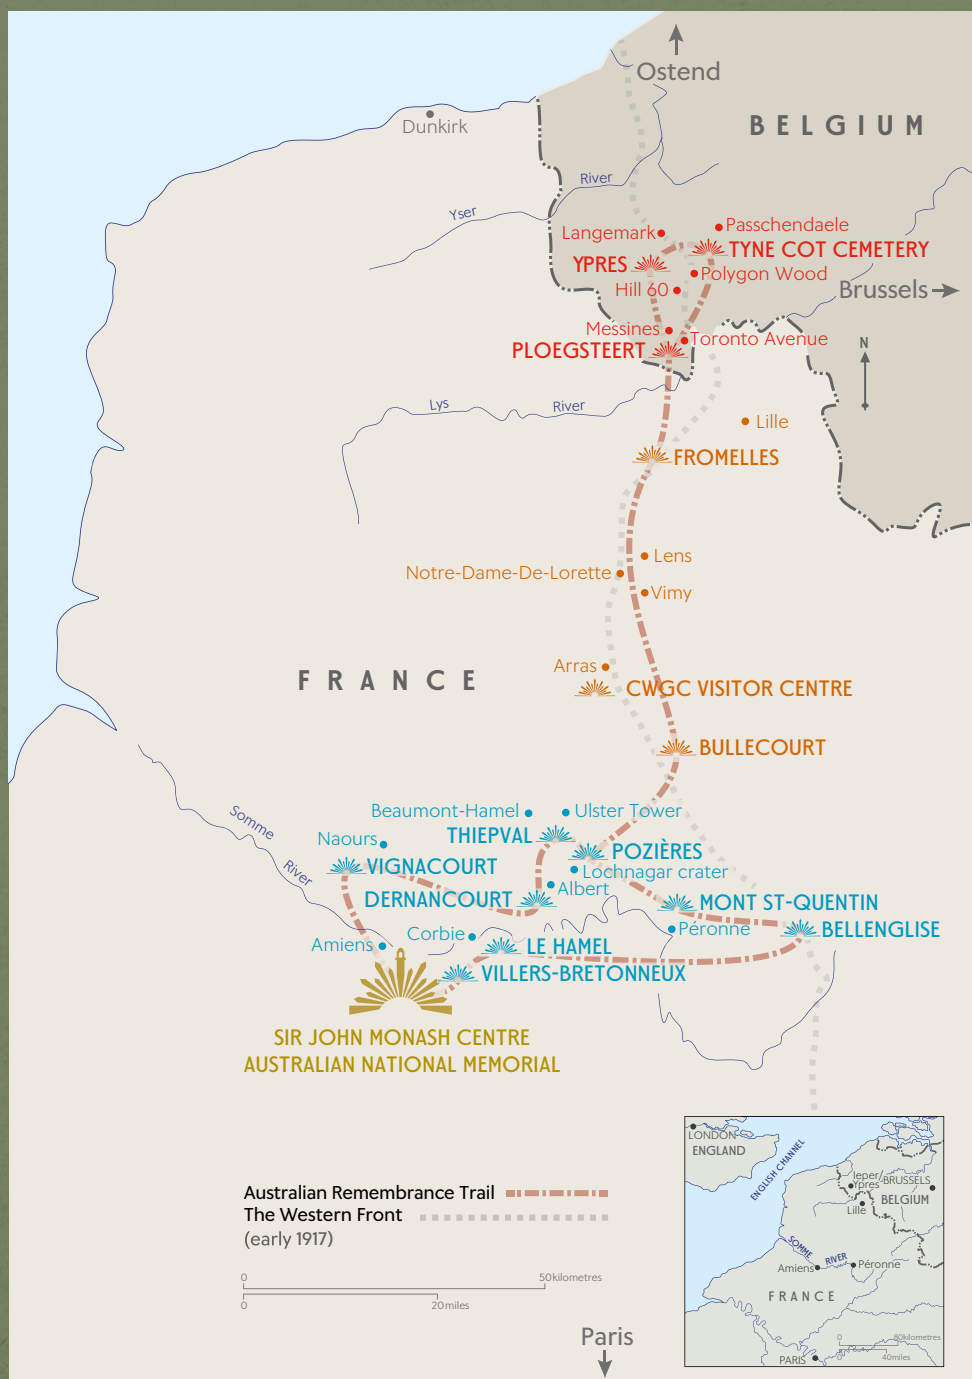 Ostend
BELGIUM
Dunkirk
River
Yser
Passchendaele
Langemark
TYNE COT CEMETERY
YPRES
Polygon Wood
Hill 60
Brussels
Messines
Toronto Avenue
PLOEGSTEERT
N
Lys
River
Lille
FROMELLES
Lens
Notre-Dame-De-Lorette
Vimy
Arras
FRANCE
CWGC VISITOR CENTRE
BULLECOURT
Beaumont-Hamel
Ulster Tower
Somme
River
Naours
THIEPVAL
POZIÈRES
VIGNACOURT
Lochnagar crater
Albert
DERNANCOURT
MONT ST-QUENTIN
Péronne
BELLENGLISE
Corbie
Amiens
LE HAMEL
VILLERS-BRETONNEUX
SIR JOHN MONASH CENTRE
AUSTRALIAN NATIONAL MEMORIAL
Australian Remembrance Trail
The Western Front
(early 1917)
0 50kilometres
0 20miles
Paris
LONDON
ENGLAND
ENGLISH CHANNEL
Ieper/
Ypres
BRUSSELS
BELGIUM
Lille
SOMME
RIVER
Amiens
Péronne
FRANCE
0 80kilometres
0 40miles
PARIS